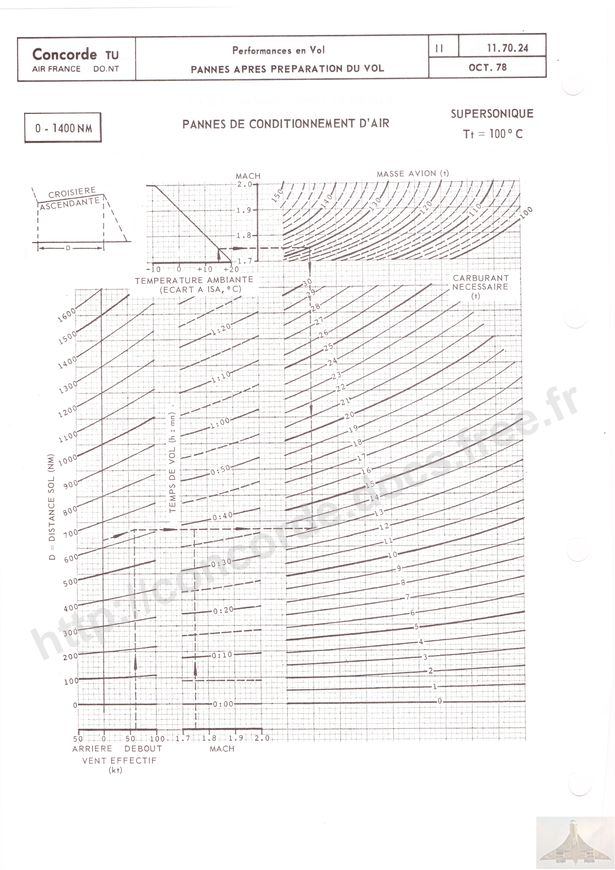 Concorde TU
AIR FRANCE DO.NT
Performances en Vol
PANNES APRES PREPARATION DU VOL
II
11.70.24
OCT. 78
0 - 1400 NM
PANNES DE CONDITIONNEMENT D'AIR
SUPERSONIQUE
Tt = 100° C
CROISIERE
ASCENDANTE
D
MACH
2.0
1.9
1.8
1.7
-10 0 +10 +20
TEMPERATURE AMBIANTE
(ECART A ISA, °C)
MASSE AVION (t)
150 140 130 120 110 100
CARBURANT
NECESSAIRE
(t)
D = DISTANCE SOL (NM)
1600
1500
1400
1300
1200
1100
1000
900
800
700
600
500
400
300
200
100
0
TEMPS DE VOL (h : mn)
1:20
1:10
1:00
0:50
0:40
0:30
0:20
0:10
0:00
30
29
28
27
26
25
24
23
22
21
20
19
18
17
16
15
14
13
12
11
10
9
8
7
6
5
4
3
2
1
0
50 0 50 100
ARRIERE DEBOUT
VENT EFFECTIF
(kt)
1.7 1.8 1.9 2.0
MACH
http://concorde.docs.free.fr